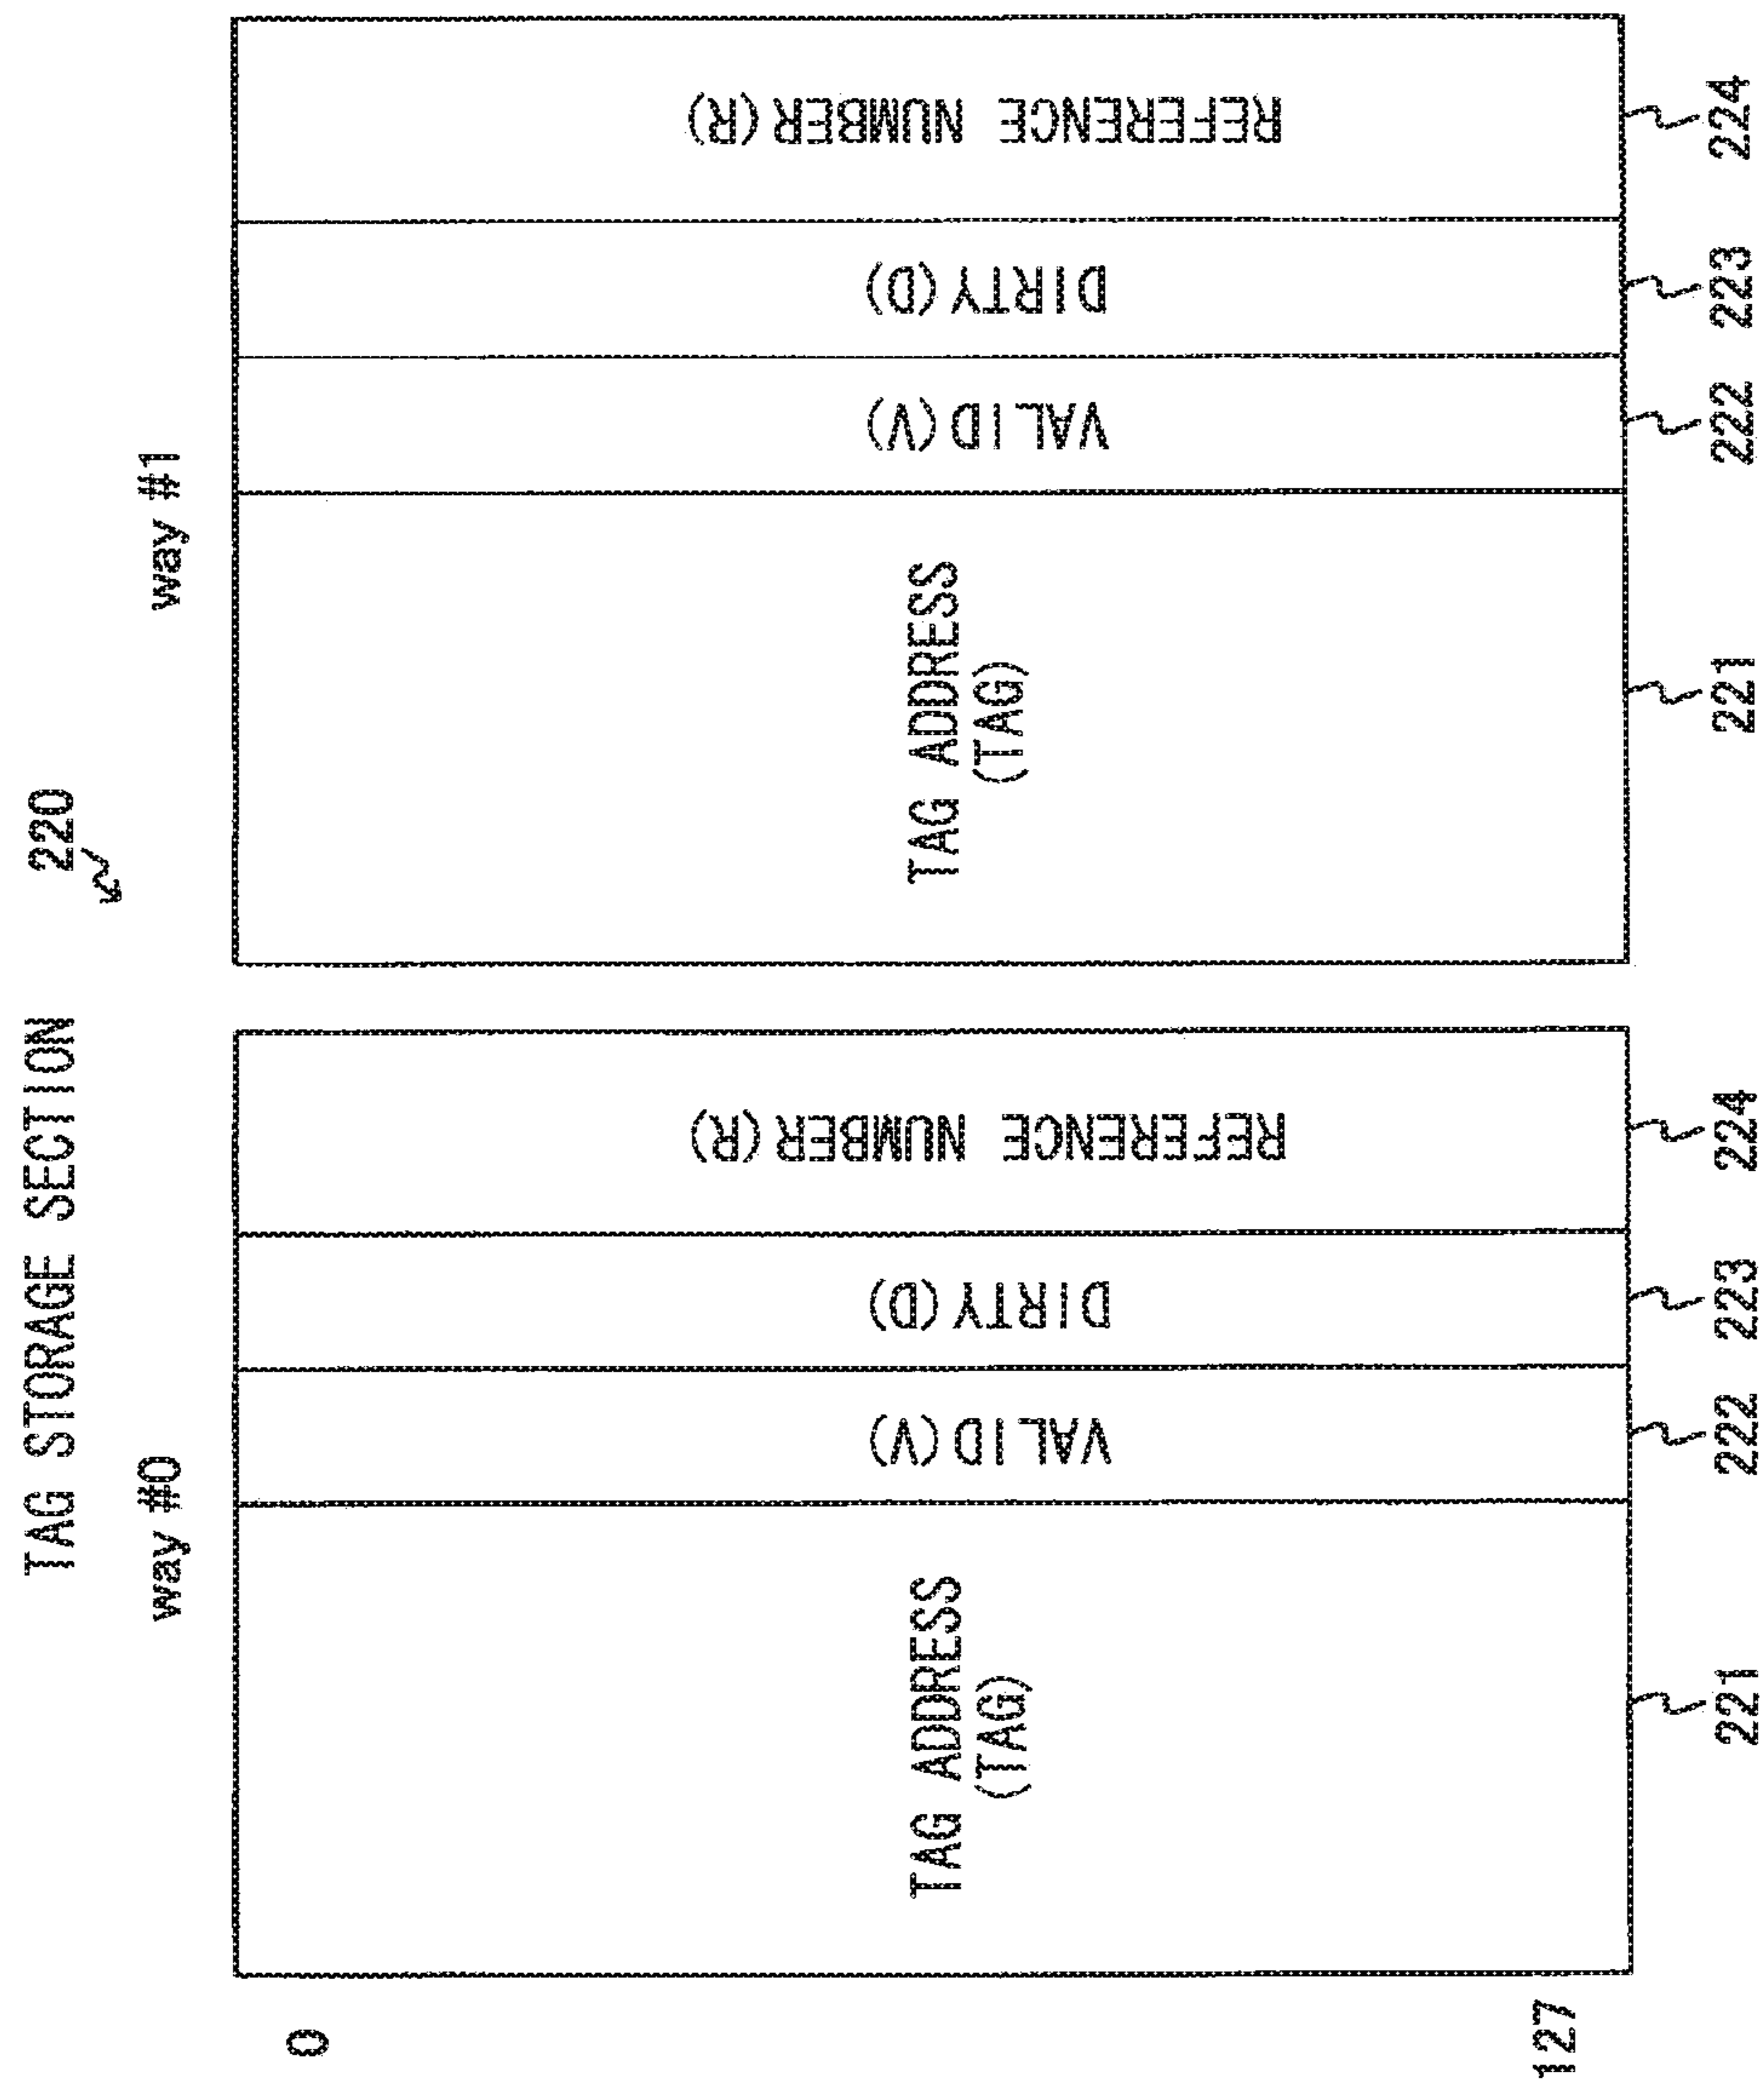 TAG STORAGE SECTION
220
way #0
way #1
0
127
TAG ADDRESS
(TAG)
VALID(V)
DIRTY(D)
REFERENCE NUMBER(R)
TAG ADDRESS
(TAG)
VALID(V)
DIRTY(D)
REFERENCE NUMBER(R)
221
222
223
224
221
222
223
224